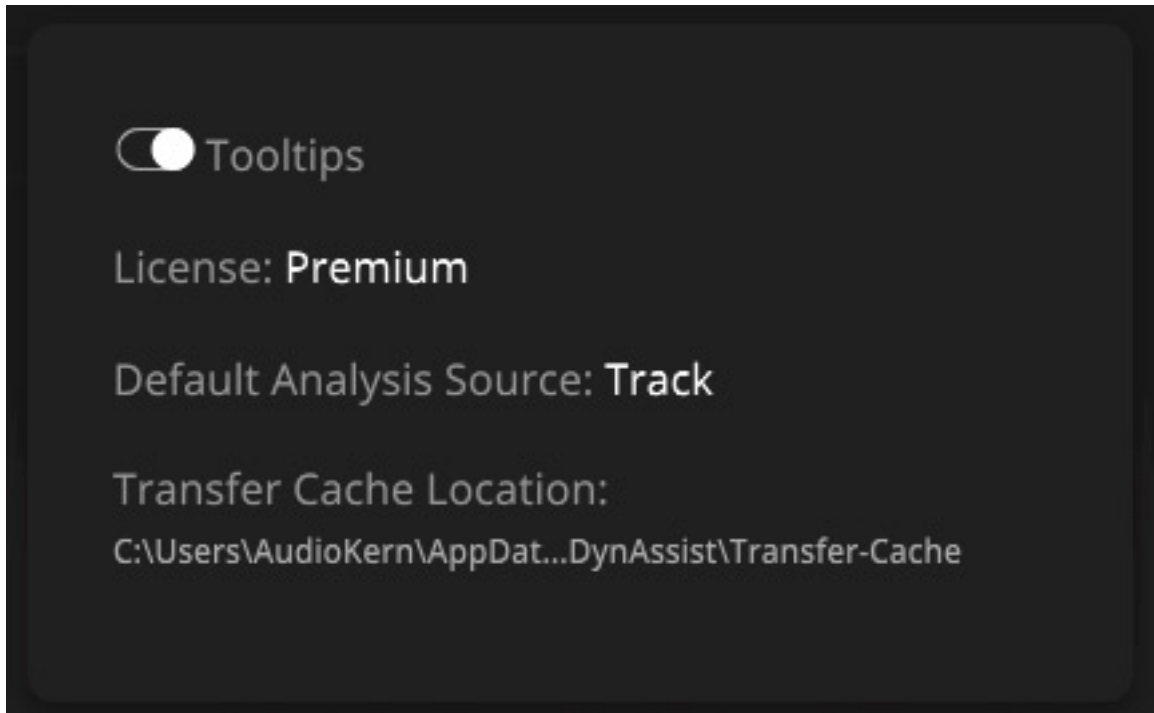 Tooltips
License: Premium
Default Analysis Source: Track
Transfer Cache Location:
C:\Users\AudioKern\AppDat...DynAssist\Transfer-Cache